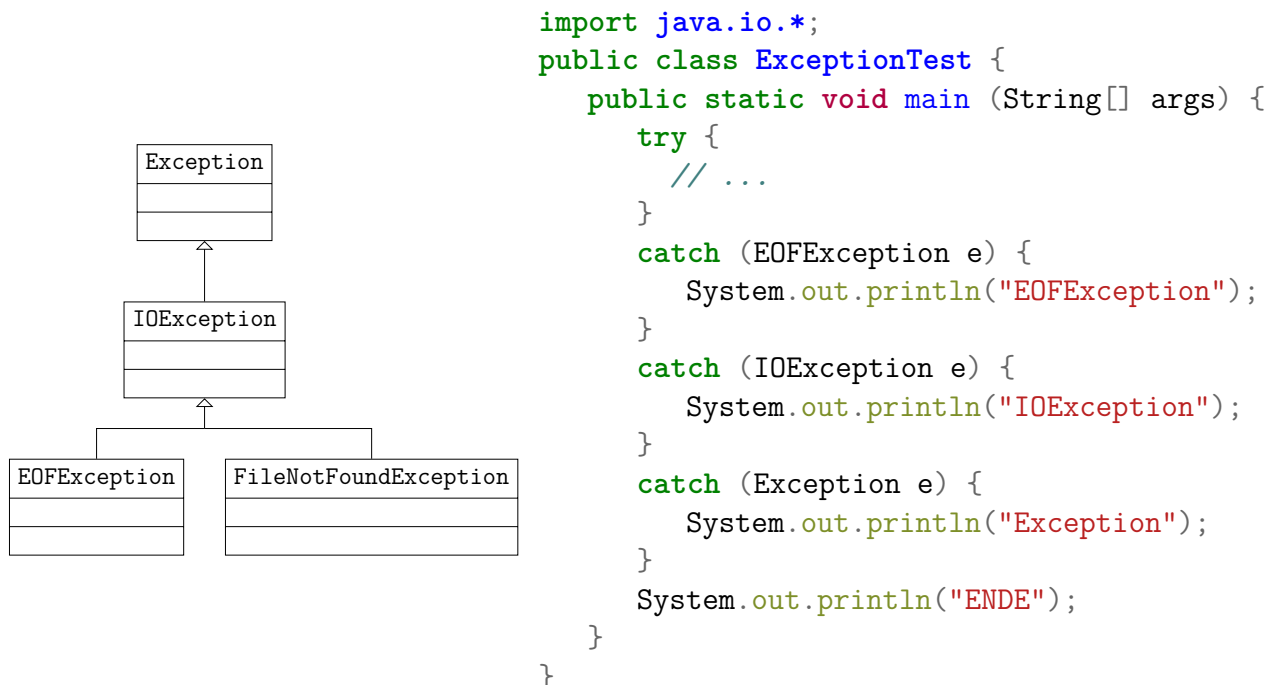 Exception
IOException
EOFException
FileNotFoundException
import java.io.*;
public class ExceptionTest {
   public static void main (String[] args) {
      try {
        // ...
      }
      catch (EOFException e) {
         System.out.println("EOFException");
      }
      catch (IOException e) {
         System.out.println("IOException");
      }
      catch (Exception e) {
         System.out.println("Exception");
      }
      System.out.println("ENDE");
   }
}